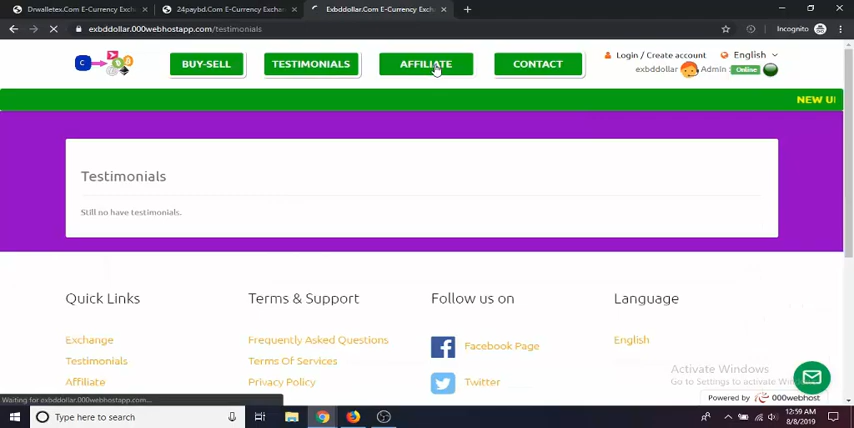 Drwalletex.Com E-Currency Exch
24paybd.Com E-Currency Exchan
Exbddollar.Com E-Currency Exch
exbddollar.000webhostapp.com/testimonials
Incognito
BUY-SELL
TESTIMONIALS
AFFILIATE
CONTACT
Login / Create account
English
exbddollar
Admin :
Online
NEW U
Testimonials
Still no have testimonials.
Quick Links
Terms & Support
Follow us on
Language
Exchange
Frequently Asked Questions
Facebook Page
English
Testimonials
Terms Of Services
Affiliate
Privacy Policy
Twitter
Activate Windows
Go to Settings to activate Win
Waiting for exbddollar.000webhostapp.com...
Powered by
000webhost
Type here to search
12:59 AM
8/8/2019